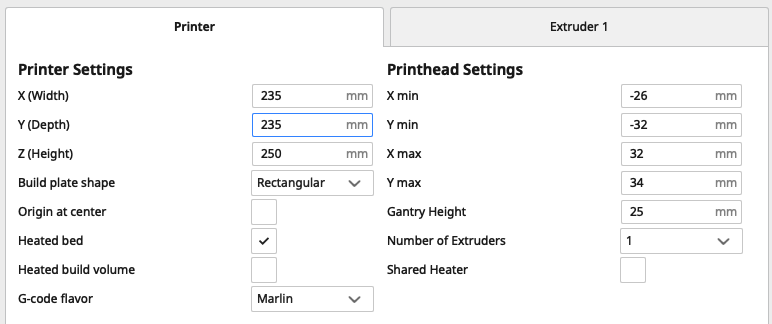 Printer
Extruder 1
Printer Settings
X (Width) 235 mm
Y (Depth) 235 mm
Z (Height) 250 mm
Build plate shape Rectangular
Origin at center
Heated bed
Heated build volume
G-code flavor Marlin
Printhead Settings
X min -26 mm
Y min -32 mm
X max 32 mm
Y max 34 mm
Gantry Height 25 mm
Number of Extruders 1
Shared Heater